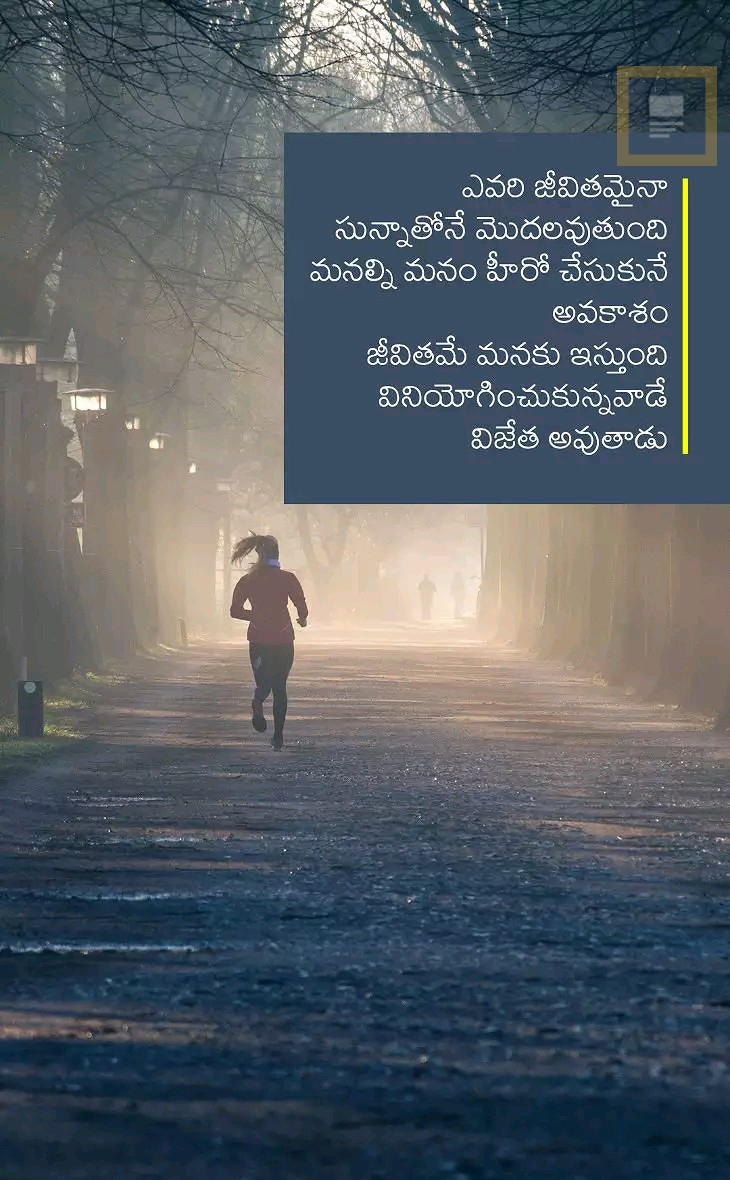 ఎవరి జీవితమైనా
సున్నాతోనే మొదలవుతుంది
మనల్ని మనం హీరో చేసుకునే
అవకాశం
జీవితమే మనకు ఇస్తుంది
వినియోగించుకున్నవాడే
విజేత అవుతాడు